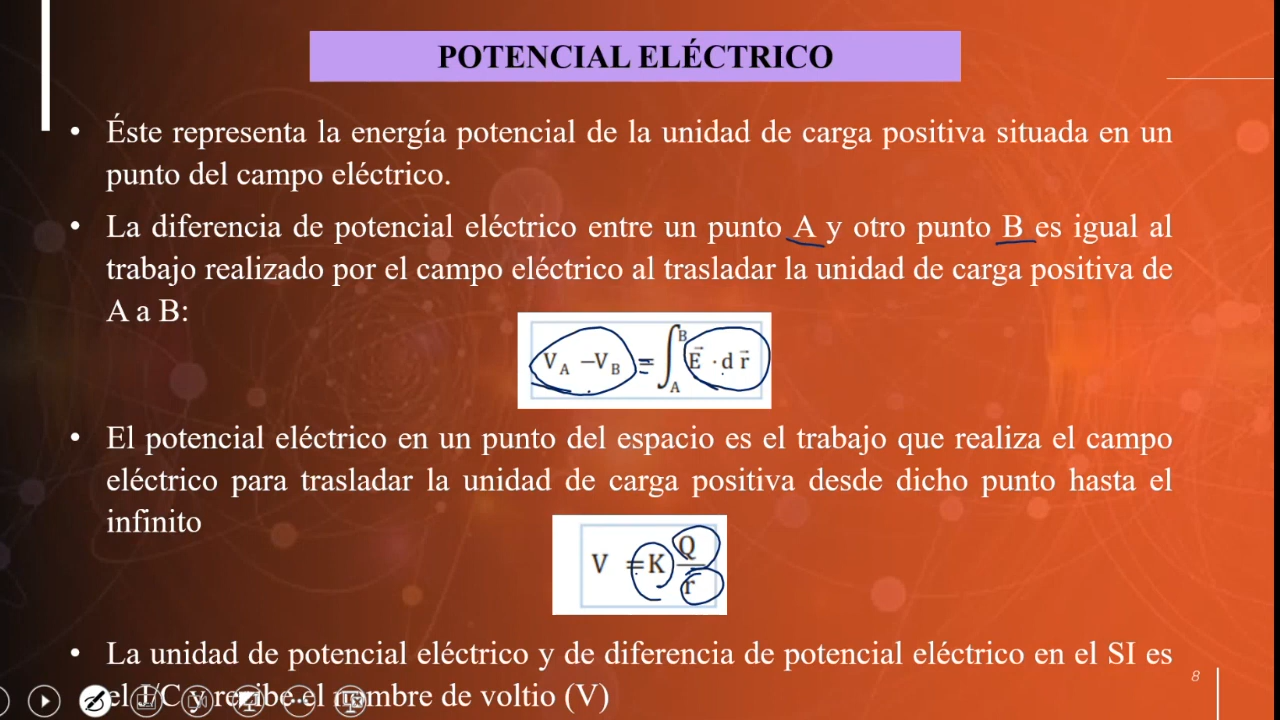 POTENCIAL ELÉCTRICO
• Éste representa la energía potencial de la unidad de carga positiva situada en un
punto del campo eléctrico.
• La diferencia de potencial eléctrico entre un punto A y otro punto B es igual al
trabajo realizado por el campo eléctrico al trasladar la unidad de carga positiva de
A a B:
V_A − V_B = ∫_A^B E⃗ · d r⃗
• El potencial eléctrico en un punto del espacio es el trabajo que realiza el campo
eléctrico para trasladar la unidad de carga positiva desde dicho punto hasta el
infinito
V = K Q/r
• La unidad de potencial eléctrico y de diferencia de potencial eléctrico en el SI es
el J/C y recibe el nombre de voltio (V)
8